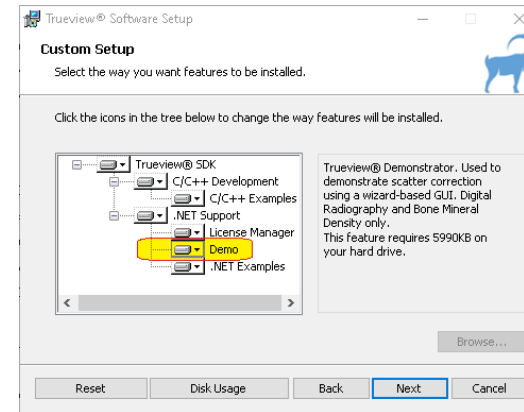 Trueview® Software Setup
Custom Setup
Select the way you want features to be installed.
Click the icons in the tree below to change the way features will be installed.
Trueview® SDK
C/C++ Development
C/C++ Examples
.NET Support
License Manager
Demo
.NET Examples
Trueview® Demonstrator. Used to
demonstrate scatter correction
using a wizard-based GUI. Digital
Radiography and Bone Mineral
Density only.
This feature requires 5990KB on
your hard drive.
Browse...
Reset Disk Usage Back Next Cancel